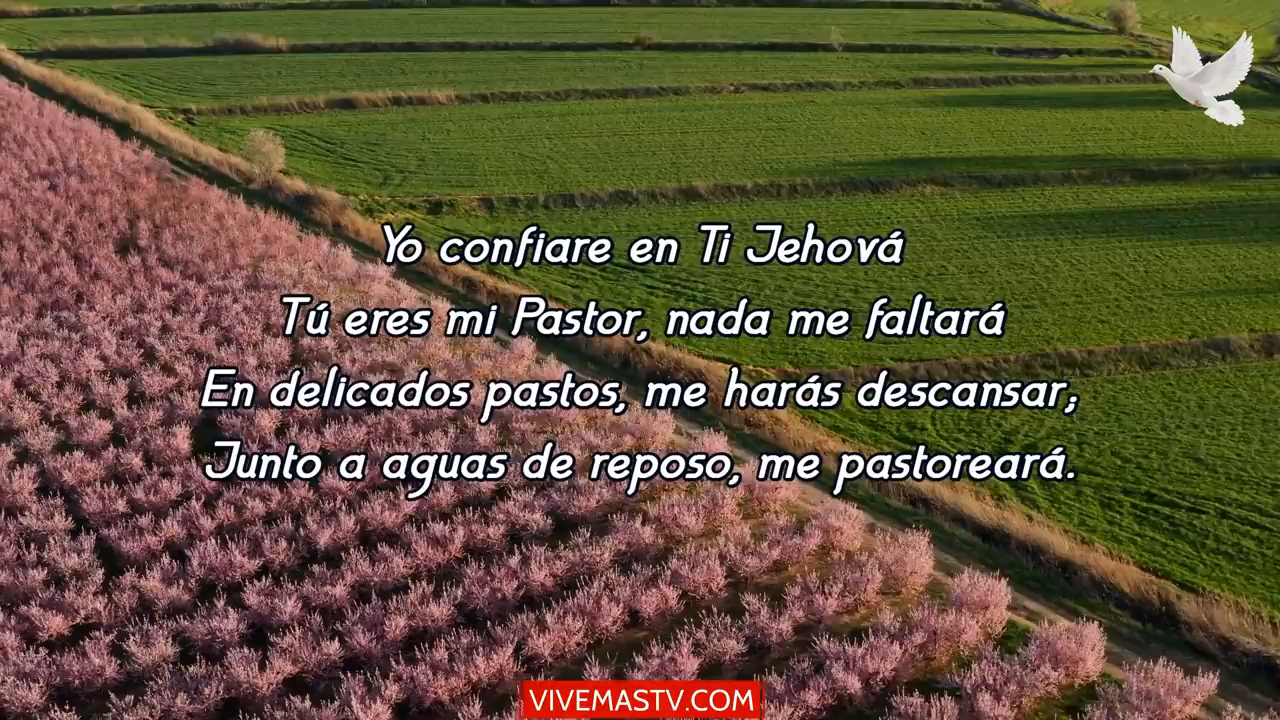 Yo confiare en Ti Jehová
Tú eres mi Pastor, nada me faltará
En delicados pastos, me harás descansar;
Junto a aguas de reposo, me pastoreará.
VIVEMASTV.COM